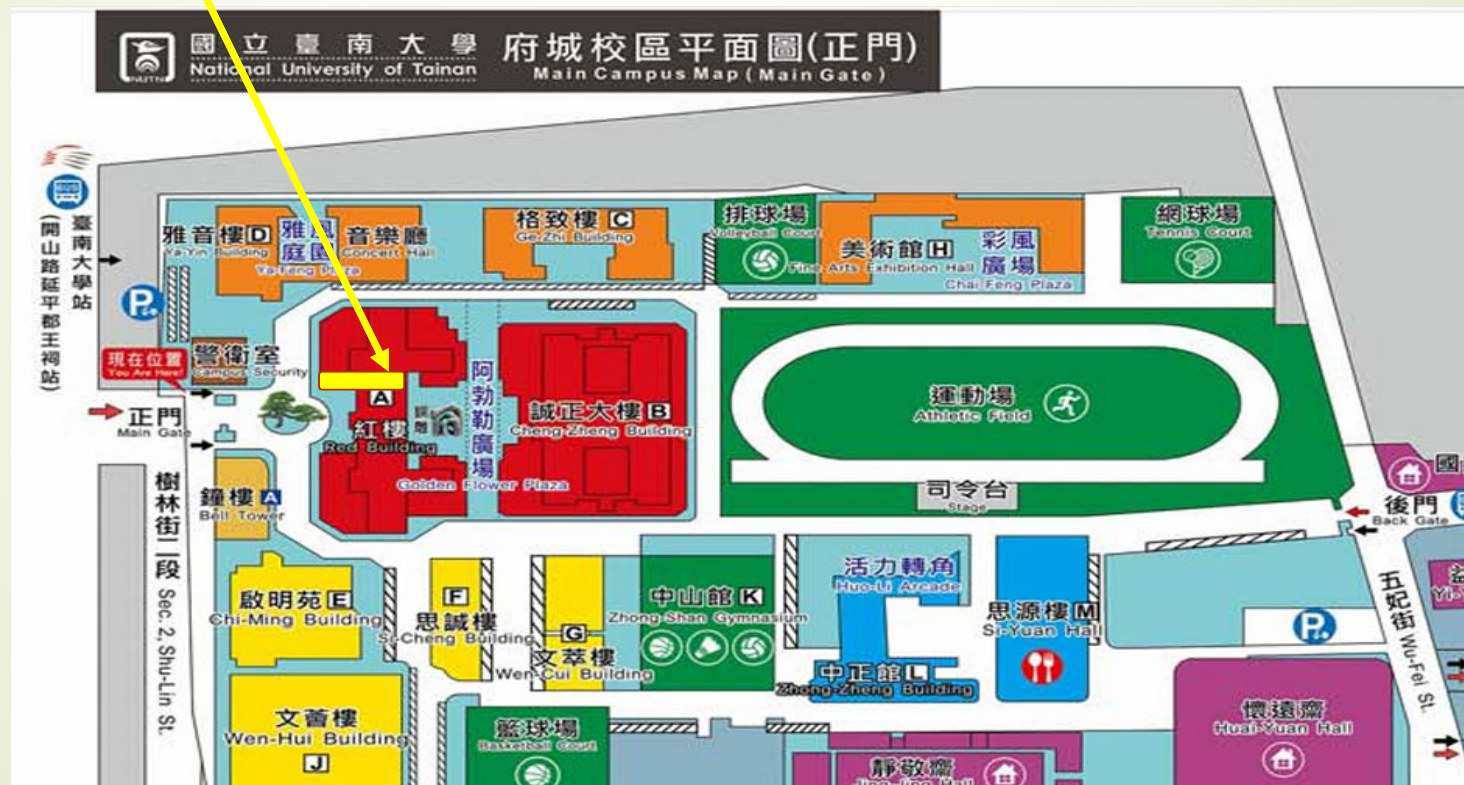 國立臺南大學 府城校區平面圖(正門)
National University of Tainan Main Campus Map (Main Gate)
NUTN
BUS
臺南大學站
(開山路延平郡王祠站)
雅音樓 D
Ya-Yin Building
雅風庭園
Ya-Feng Plaza
音樂廳
Concert Hall
格致樓 C
Ge-Zhi Building
排球場
Volleyball Court
美術館 H
Fine Arts Exhibition Hall
彩風廣場
Chai Feng Plaza
網球場
Tennis Court
P
警衛室
Campus Security
現在位置
You Are Here!
正門
Main Gate
A
紅樓
Red Building
阿勃勒廣場
Golden Flower Plaza
誠正大樓 B
Cheng-Zheng Building
運動場
Athletic Field
司令台
Stage
國
後門
Back Gate
鐘樓 A
Bell Tower
樹林街二段 Sec. 2, Shu-Lin St.
啟明苑 E
Chi-Ming Building
F
思誠樓
Si-Cheng Building
G
文萃樓
Wen-Cui Building
中山館 K
Zhong Shan Gymnasium
活力轉角
Huo-Li Arcade
中正館 L
Zhong-Zheng Building
思源樓 M
Si-Yuan Hall
P
五妃街 Wu-Fei St.
益
文薈樓
Wen-Hui Building
J
籃球場
Basketball Court
靜敬齋
Jing-Jing Hall
懷遠齋
Huai-Yuan Hall